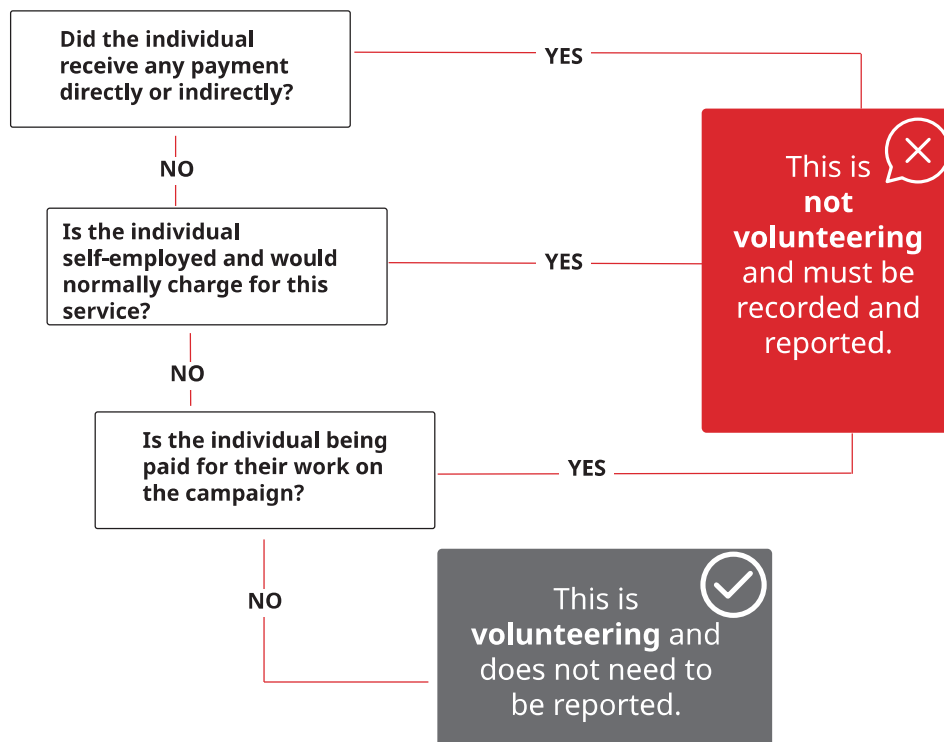 Did the individual
receive any payment
directly or indirectly?
YES
NO
This is
not
volunteering
and must be
recorded and
reported.
Is the individual
self-employed and would
normally charge for this
service?
YES
NO
Is the individual being
paid for their work on
the campaign?
YES
NO
This is
volunteering and
does not need to
be reported.